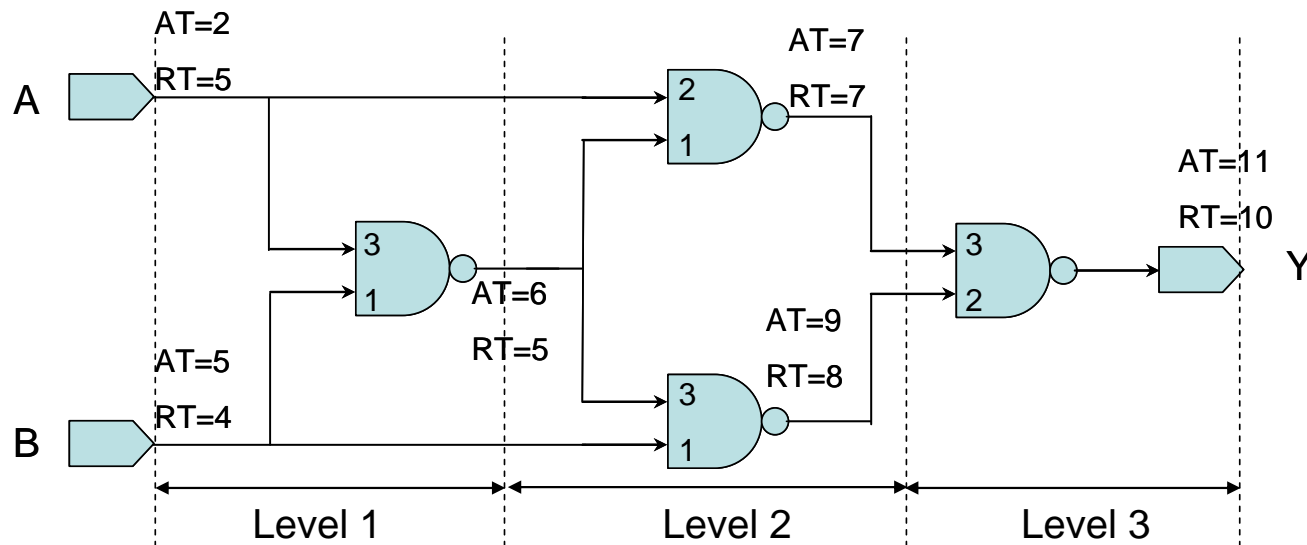 AT=2
RT=5
A
AT=7
RT=7
2
1
AT=11
RT=10
3
1
3
2
Y
AT=6
RT=5
AT=9
RT=8
AT=5
RT=4
B
3
1
Level 1
Level 2
Level 3